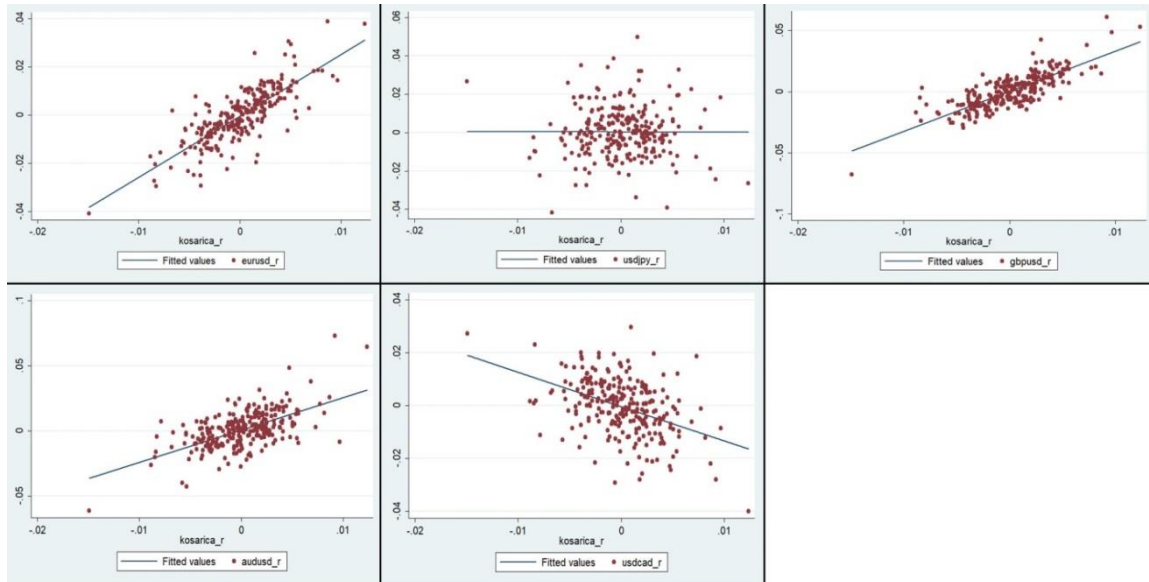 .04
.02
0
-.02
-.04
-.02 -.01 0 .01
kosarica_r
Fitted values eurusd_r
.06
.04
.02
0
-.02
-.04
-.02 -.01 0 .01
kosarica_r
Fitted values usdjpy_r
.05
0
-.05
-.1
-.02 -.01 0 .01
kosarica_r
Fitted values gbpusd_r
.1
.05
0
-.05
-.02 -.01 0 .01
kosarica_r
Fitted values audusd_r
.04
.02
0
-.02
-.04
-.02 -.01 0 .01
kosarica_r
Fitted values usdcad_r